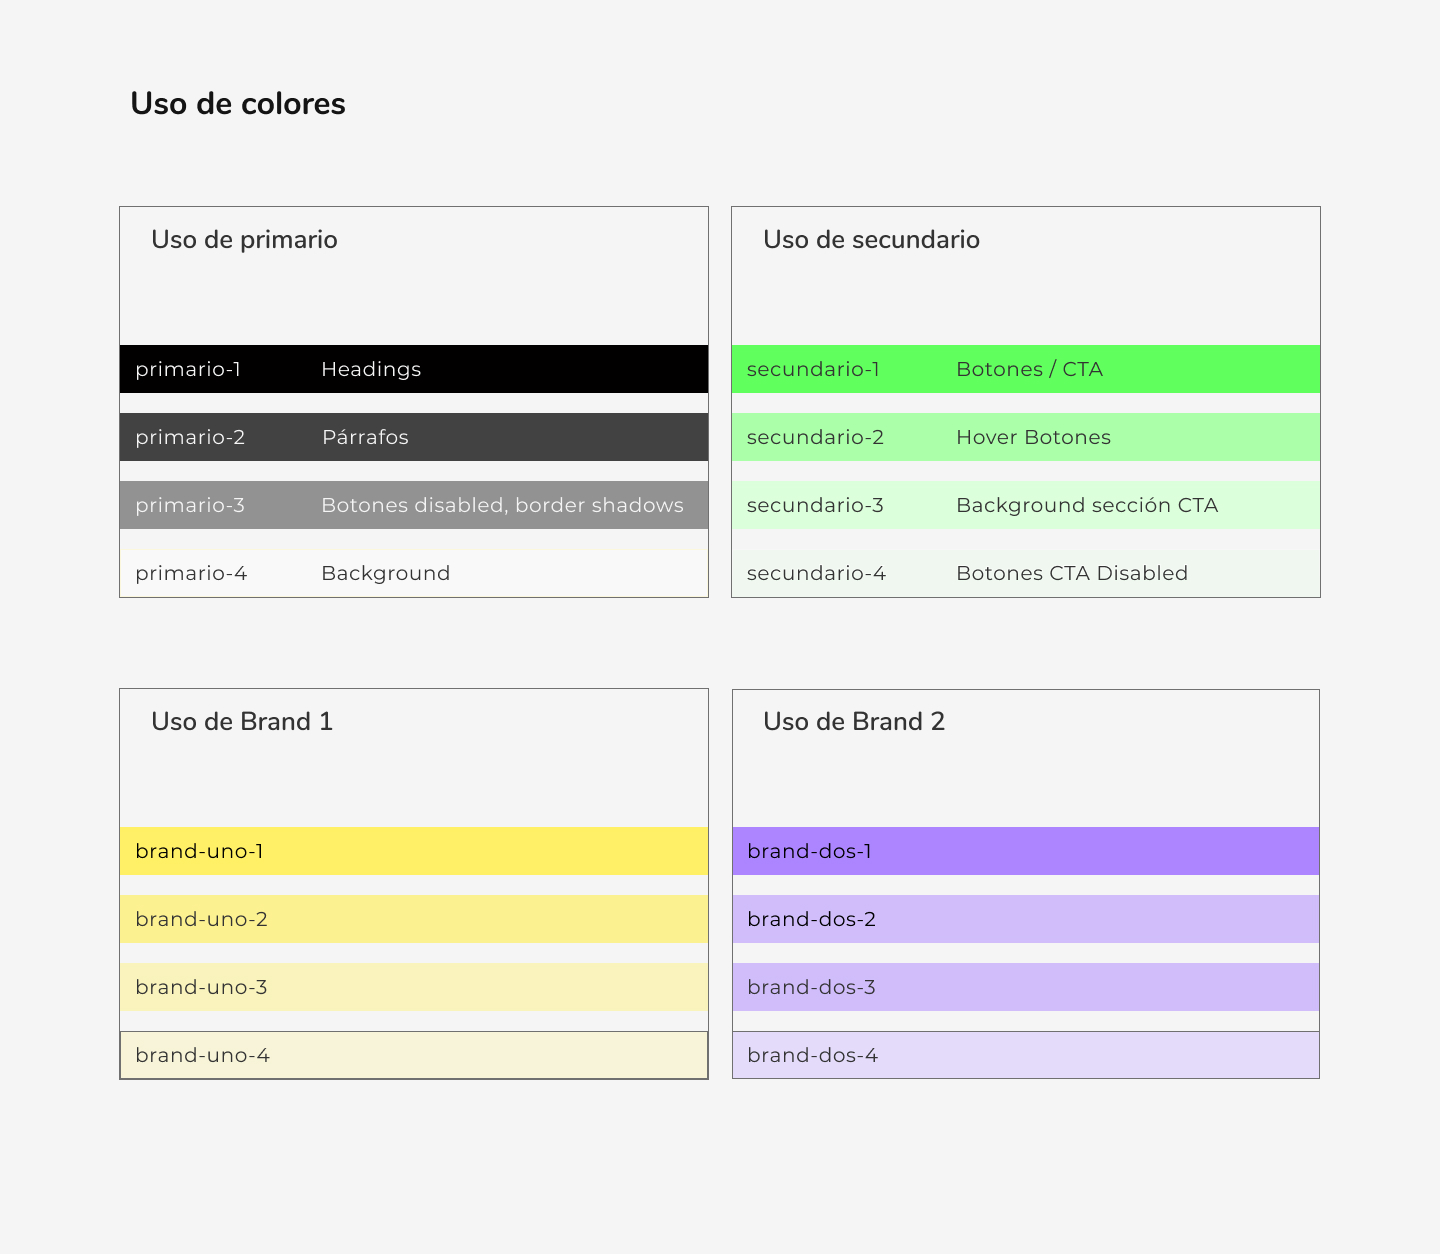 Uso de colores
Uso de primario
primario-1 Headings
primario-2 Párrafos
primario-3 Botones disabled, border shadows
primario-4 Background
Uso de secundario
secundario-1 Botones / CTA
secundario-2 Hover Botones
secundario-3 Background sección CTA
secundario-4 Botones CTA Disabled
Uso de Brand 1
brand-uno-1
brand-uno-2
brand-uno-3
brand-uno-4
Uso de Brand 2
brand-dos-1
brand-dos-2
brand-dos-3
brand-dos-4